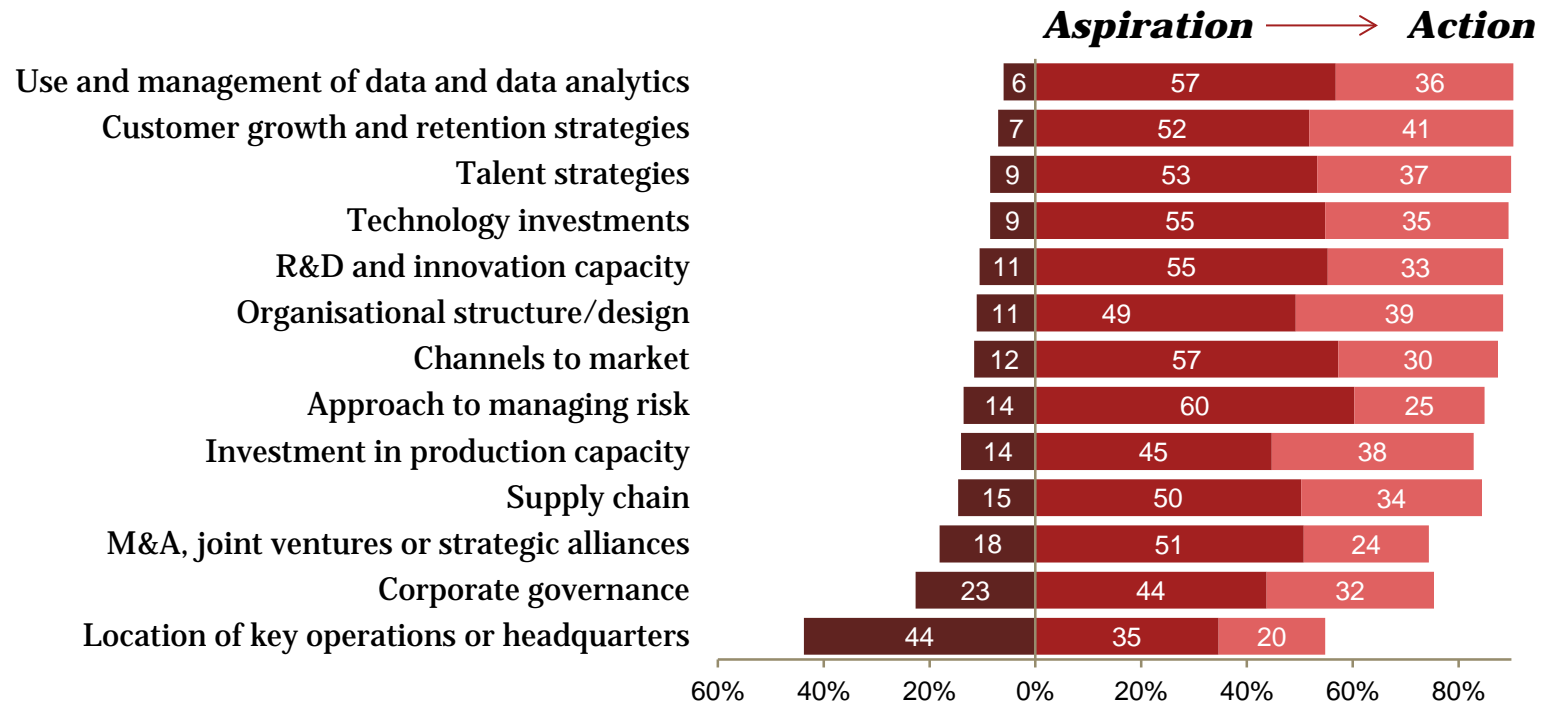 Aspiration Action
Use and management of data and data analytics 6 57 36
Customer growth and retention strategies 7 52 41
Talent strategies 9 53 37
Technology investments 9 55 35
R&D and innovation capacity 11 55 33
Organisational structure/design 11 49 39
Channels to market 12 57 30
Approach to managing risk 14 60 25
Investment in production capacity 14 45 38
Supply chain 15 50 34
M&A, joint ventures or strategic alliances 18 51 24
Corporate governance 23 44 32
Location of key operations or headquarters 44 35 20
60% 40% 20% 0% 20% 40% 60% 80%